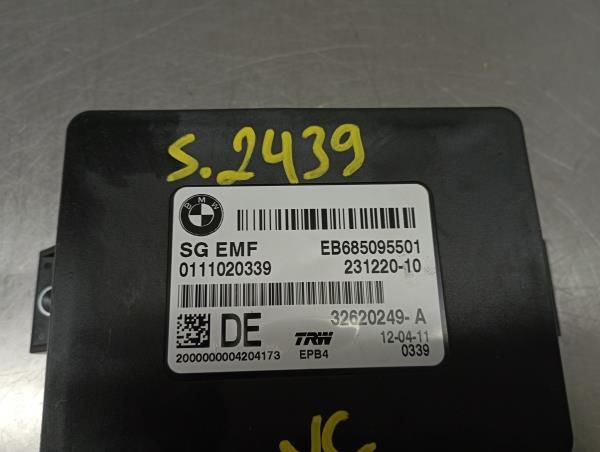 S.2439
BMW
SG EMF EB685095501
0111020339 231220-10
32620249- A
DE TRW 12-04-11
2000000004204173 EPB4 0339